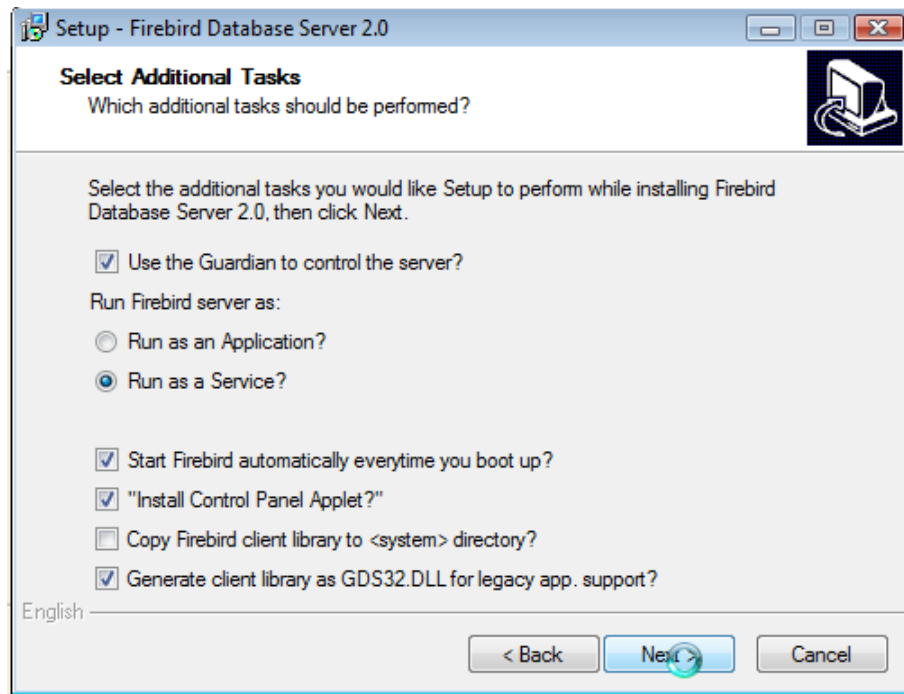 Setup - Firebird Database Server 2.0
Select Additional Tasks
Which additional tasks should be performed?
Select the additional tasks you would like Setup to perform while installing Firebird
Database Server 2.0, then click Next.
Use the Guardian to control the server?
Run Firebird server as:
Run as an Application?
Run as a Service?
Start Firebird automatically everytime you boot up?
"Install Control Panel Applet?"
Copy Firebird client library to <system> directory?
Generate client library as GDS32.DLL for legacy app. support?
English
< Back
Next >
Cancel